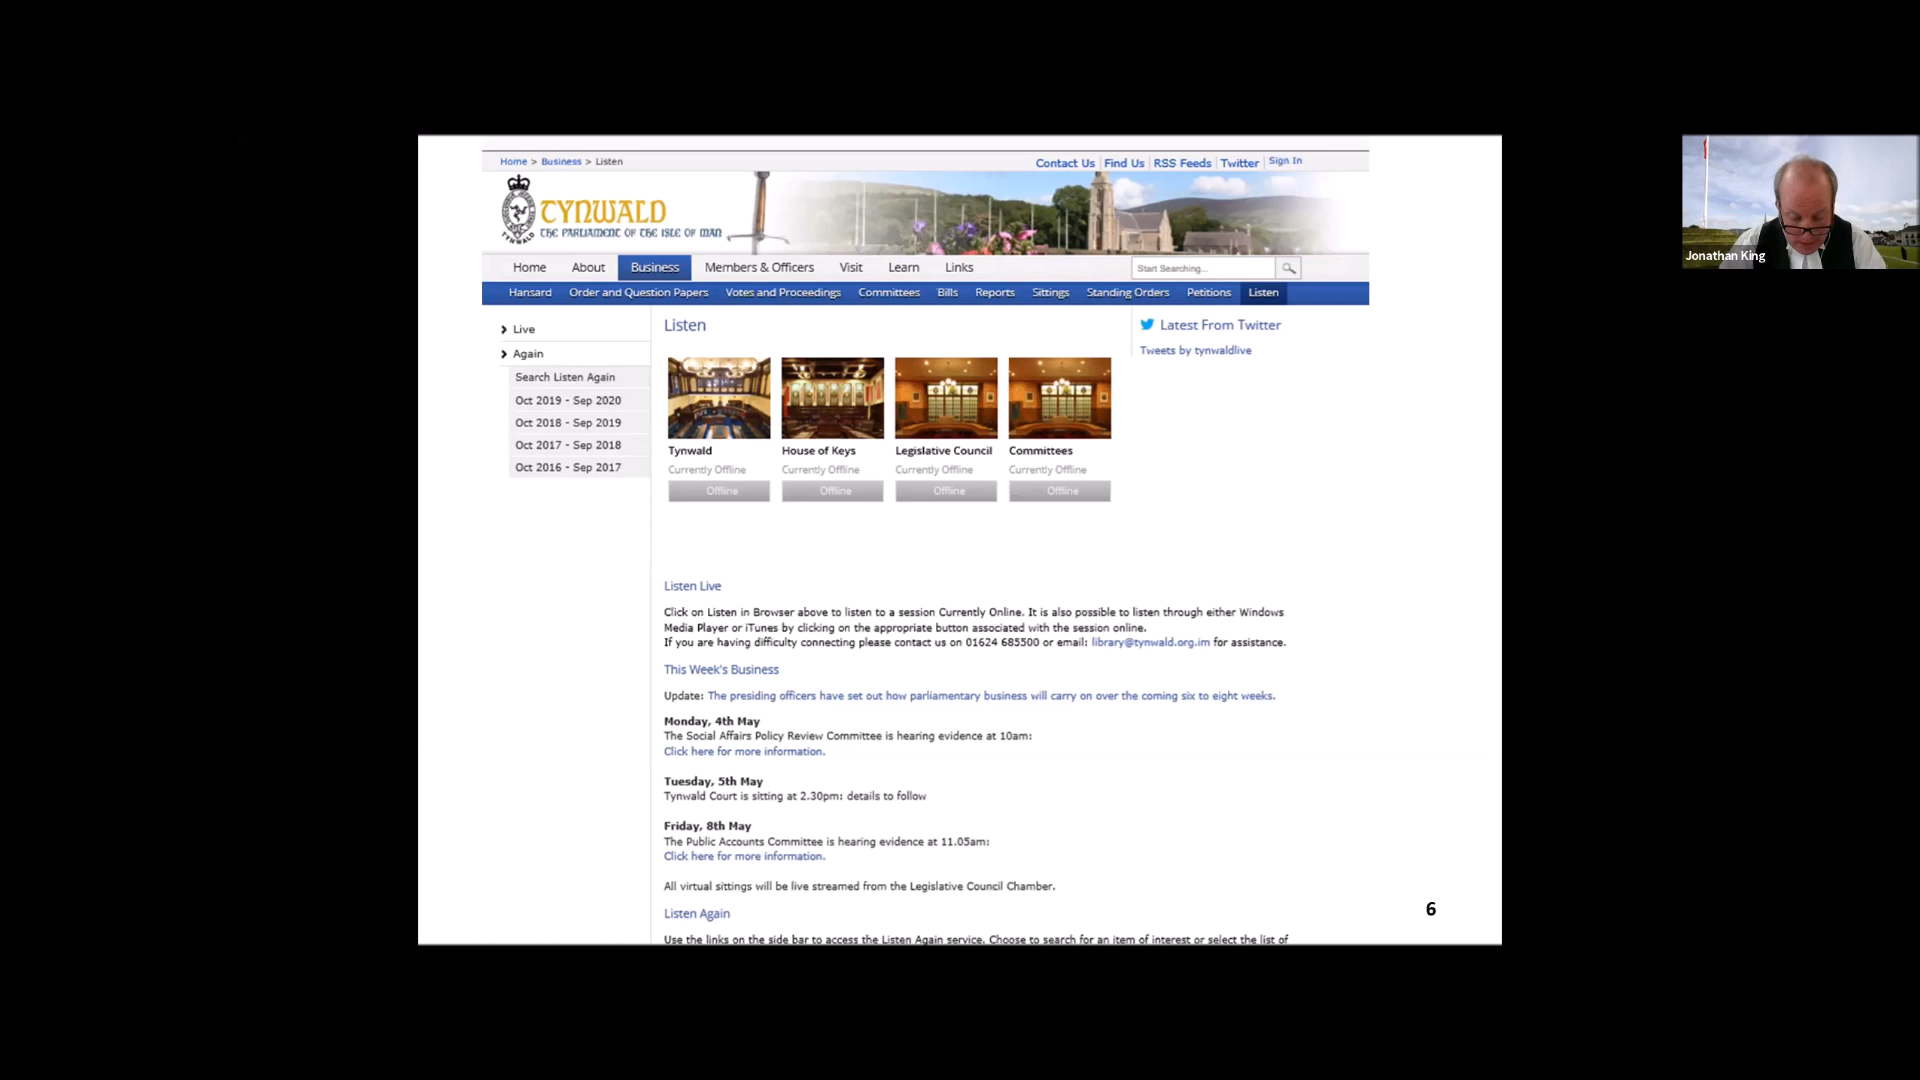 Home > Business > Listen
Contact Us | Find Us | RSS Feeds | Twitter | Sign In
TYNWALD
TYNWALD
THE PARLIAMENT OF THE ISLE OF MAN
Home About Business Members & Officers Visit Learn Links
Start Searching...
Hansard Order and Question Papers Votes and Proceedings Committees Bills Reports Sittings Standing Orders Petitions Listen
Live
Again
Search Listen Again
Oct 2019 - Sep 2020
Oct 2018 - Sep 2019
Oct 2017 - Sep 2018
Oct 2016 - Sep 2017
Listen
Tynwald House of Keys Legislative Council Committees
Currently Offline Currently Offline Currently Offline Currently Offline
Offline Offline Offline Offline
Latest From Twitter
Tweets by tynwaldlive
Listen Live
Click on Listen in Browser above to listen to a session Currently Online. It is also possible to listen through either Windows
Media Player or iTunes by clicking on the appropriate button associated with the session online.
If you are having difficulty connecting please contact us on 01624 685500 or email: library@tynwald.org.im for assistance.
This Week's Business
Update: The presiding officers have set out how parliamentary business will carry on over the coming six to eight weeks.
Monday, 4th May
The Social Affairs Policy Review Committee is hearing evidence at 10am:
Click here for more information.
Tuesday, 5th May
Tynwald Court is sitting at 2.30pm: details to follow
Friday, 8th May
The Public Accounts Committee is hearing evidence at 11.05am:
Click here for more information.
All virtual sittings will be live streamed from the Legislative Council Chamber.
Listen Again
Use the links on the side bar to access the Listen Again service. Choose to search for an item of interest or select the list of
6
Jonathan King